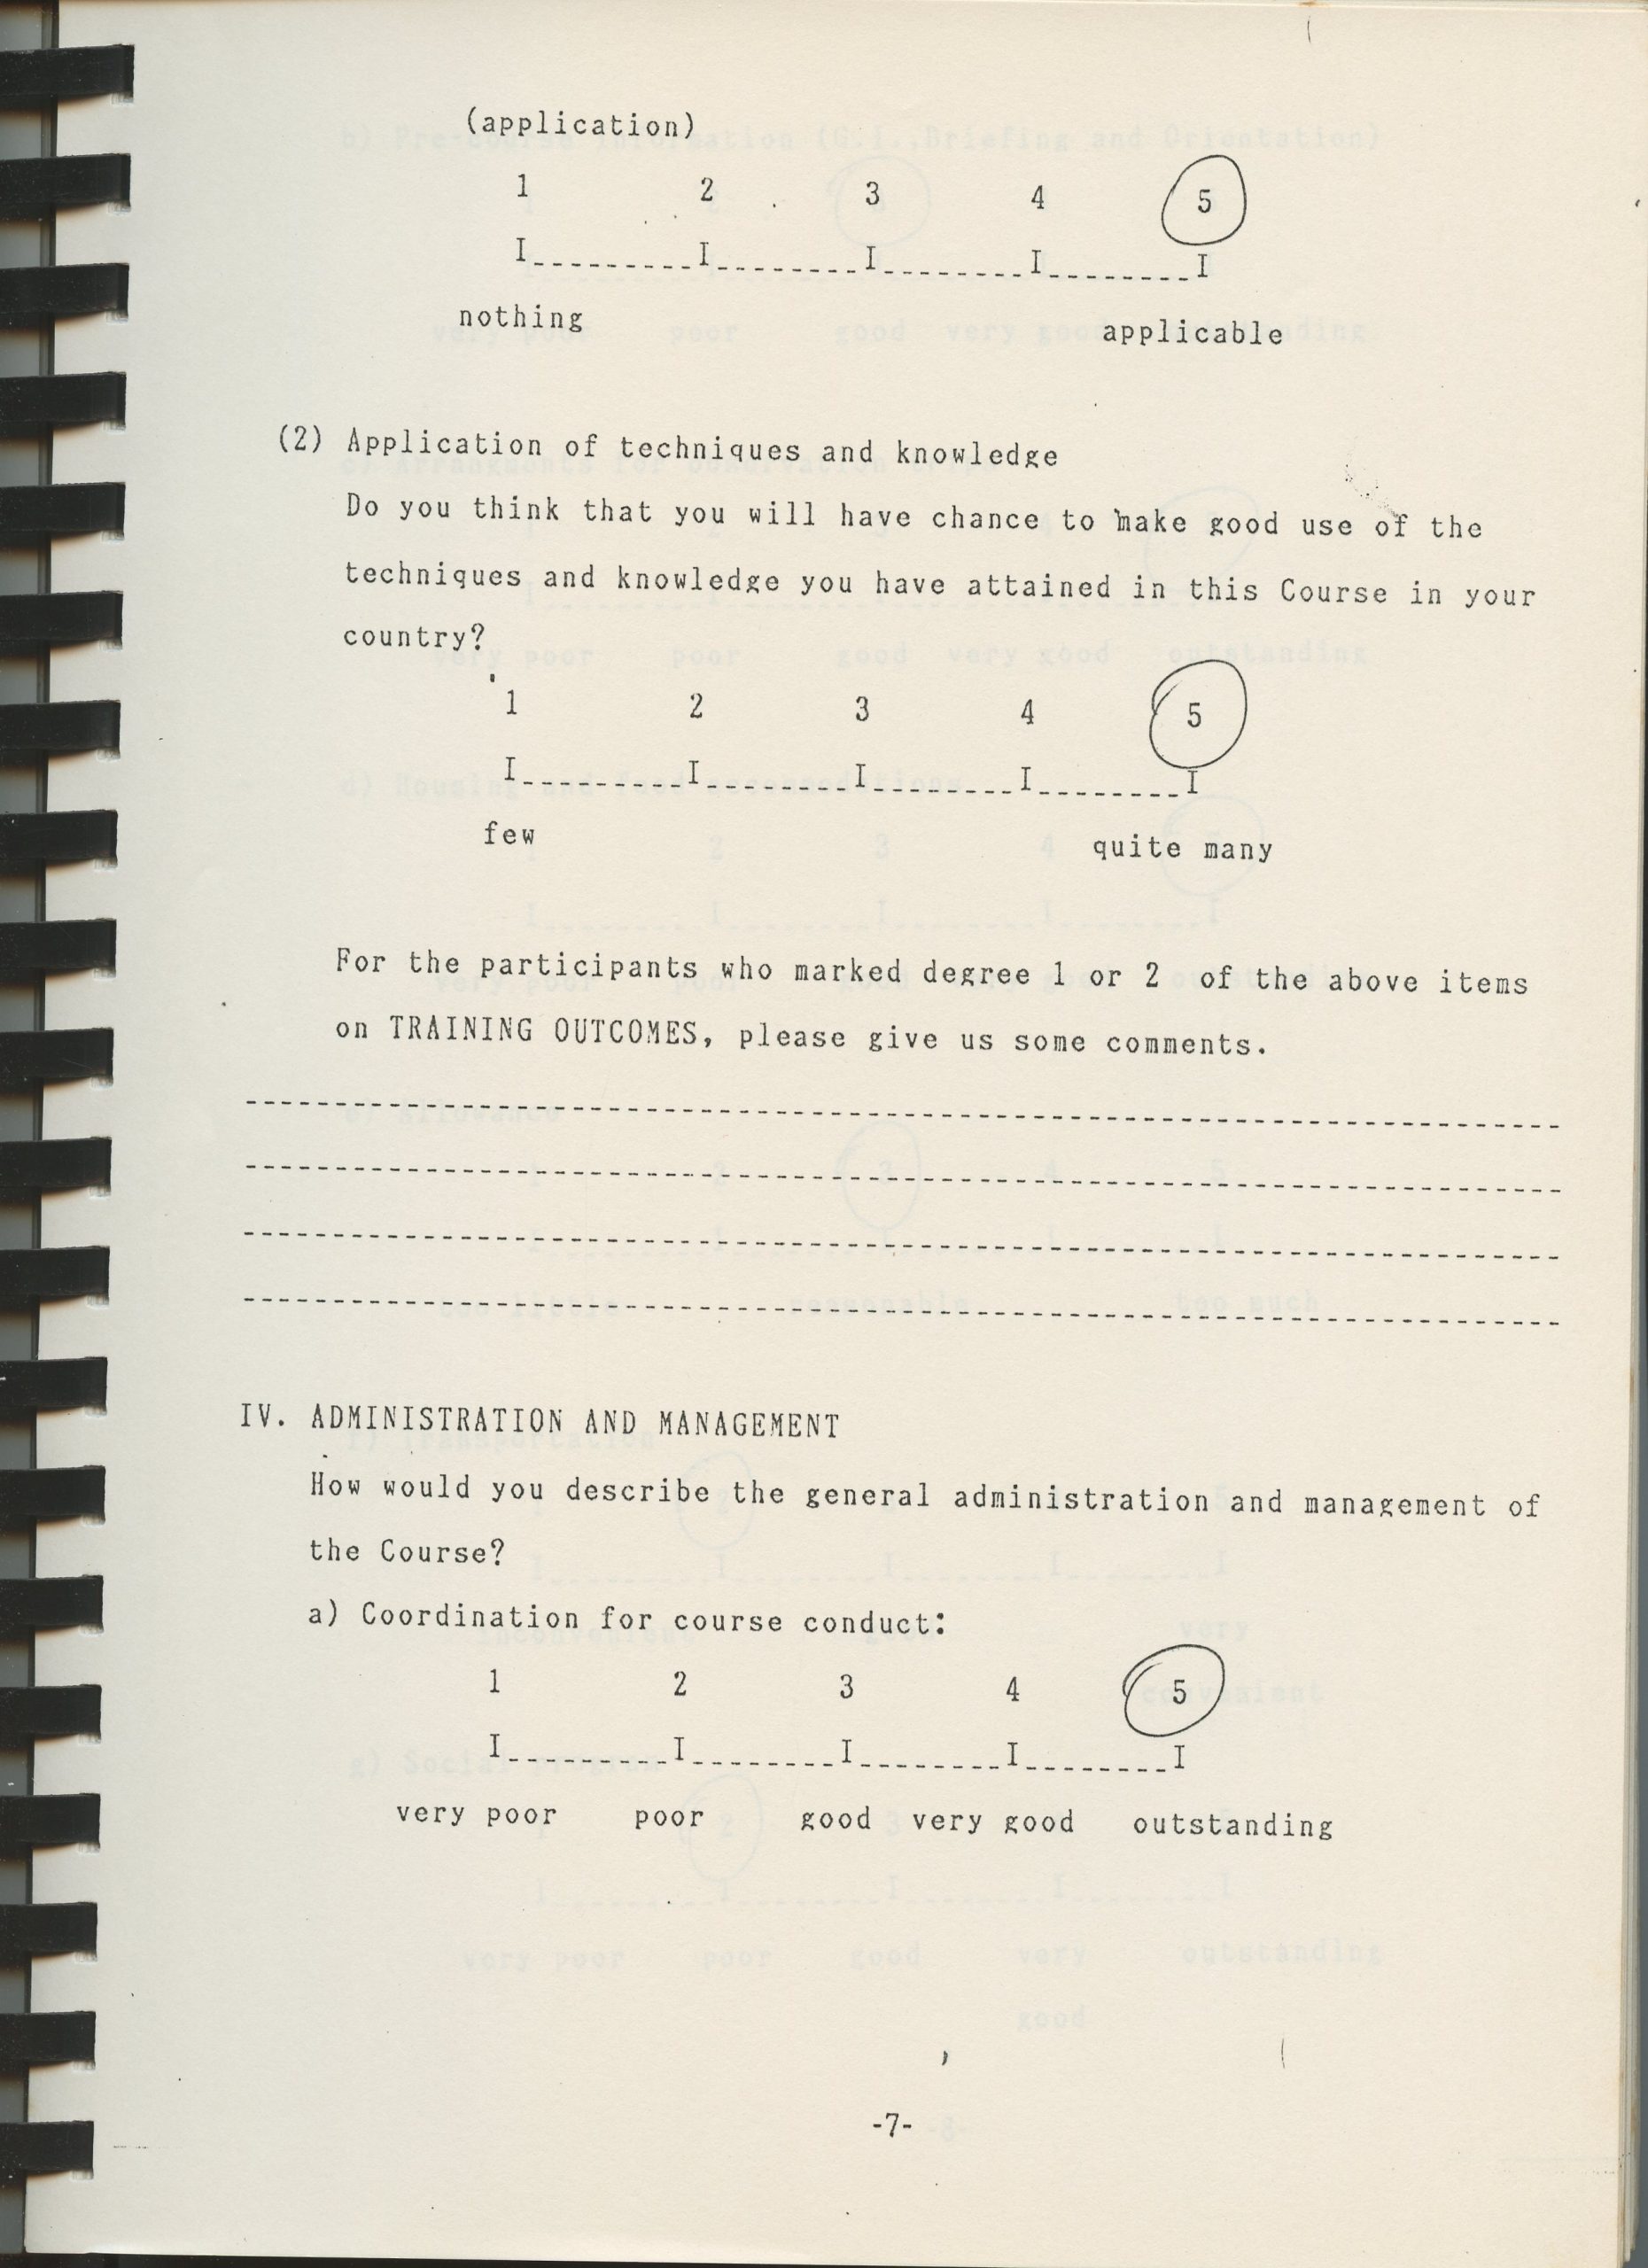 (application)
1 2 3 4 5
I_________I________I________I________I
nothing applicable
(2) Application of techniques and knowledge
Do you think that you will have chance to make good use of the
techniques and knowledge you have attained in this Course in your
country?
1 2 3 4 5
I_________I________I________I________I
few quite many
For the participants who marked degree 1 or 2 of the above items
on TRAINING OUTCOMES, please give us some comments.
IV. ADMINISTRATION AND MANAGEMENT
How would you describe the general administration and management of
the Course?
a) Coordination for course conduct:
1 2 3 4 5
I_________I________I________I________I
very poor poor good very good outstanding
-7-